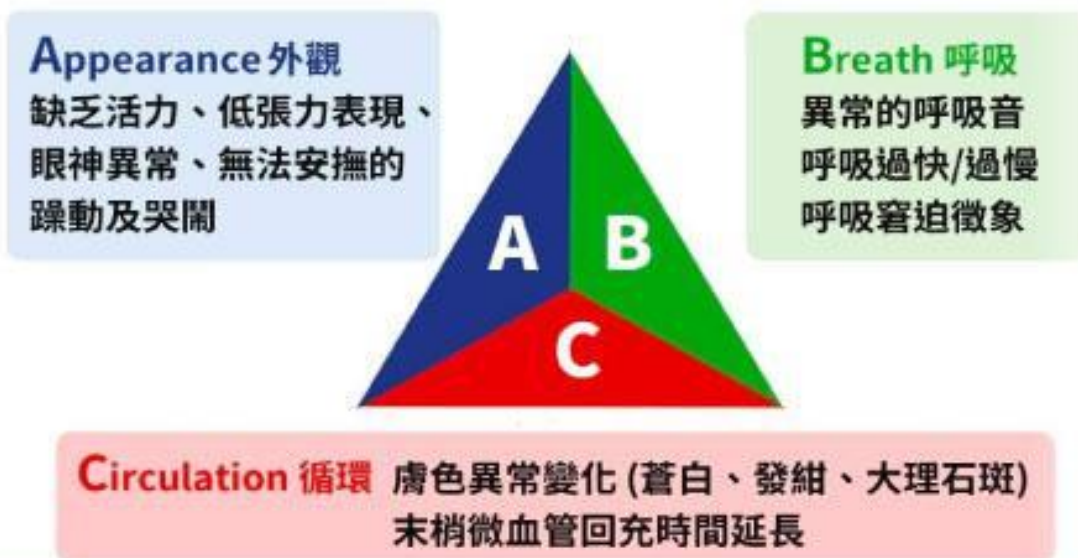 Appearance 外觀
缺乏活力、低張力表現、
眼神異常、無法安撫的
躁動及哭鬧
Breath 呼吸
異常的呼吸音
呼吸過快/過慢
呼吸窘迫徵象
A
B
C
Circulation 循環 膚色異常變化 (蒼白、發紺、大理石斑)
末梢微血管回充時間延長